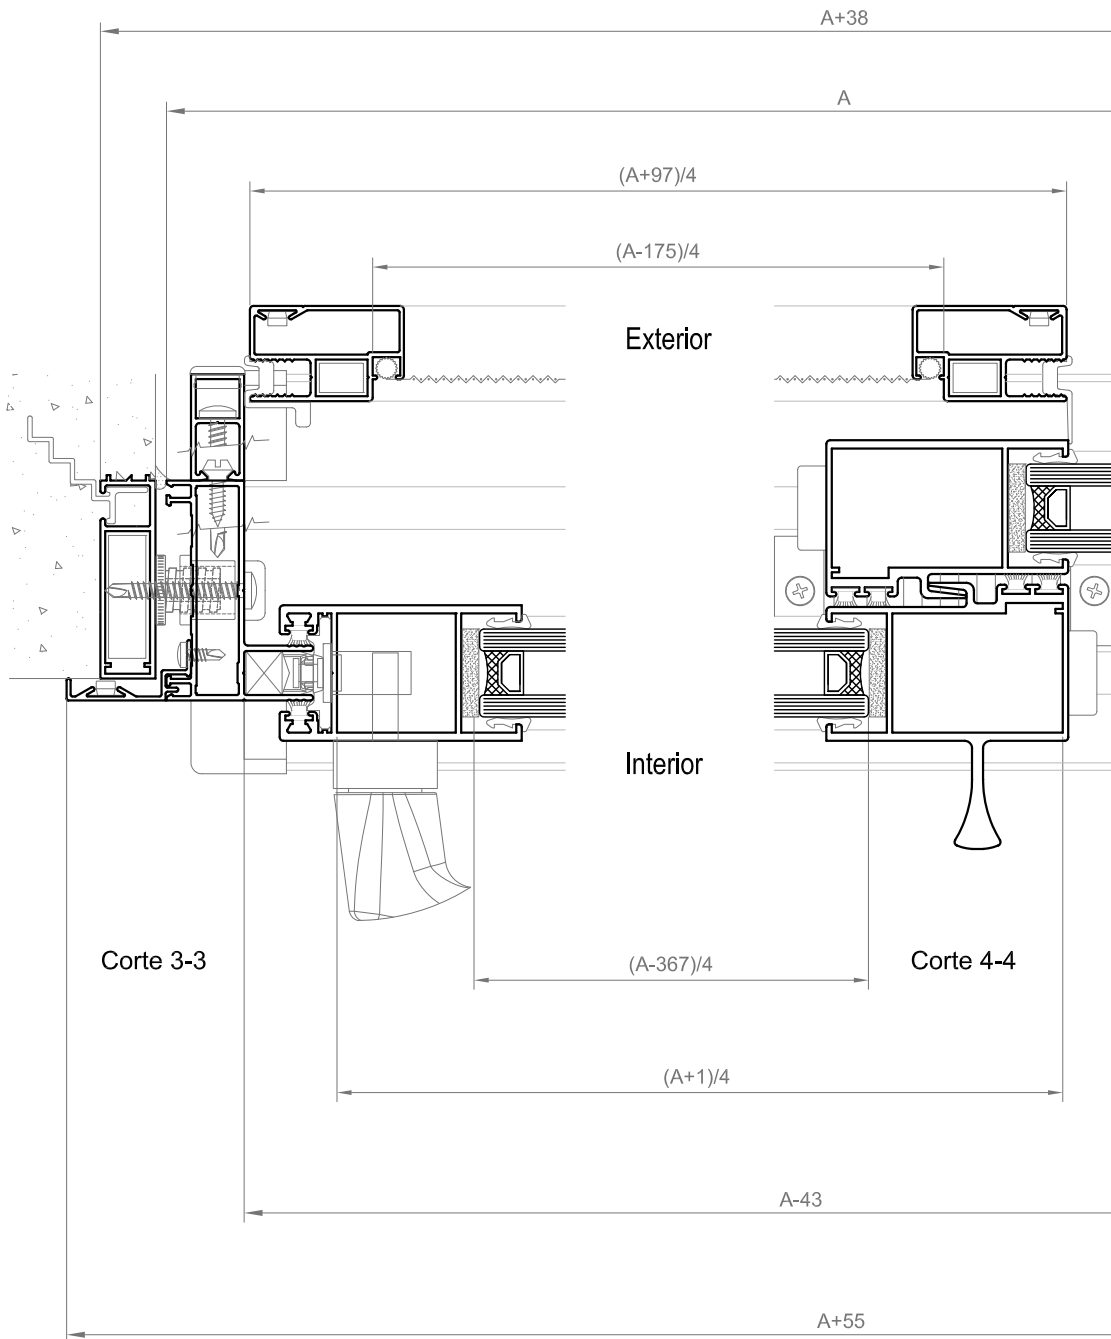 A+38
A
(A+97)/4
(A-175)/4
Exterior
Interior
Corte 3-3
(A-367)/4
Corte 4-4
(A+1)/4
A-43
A+55